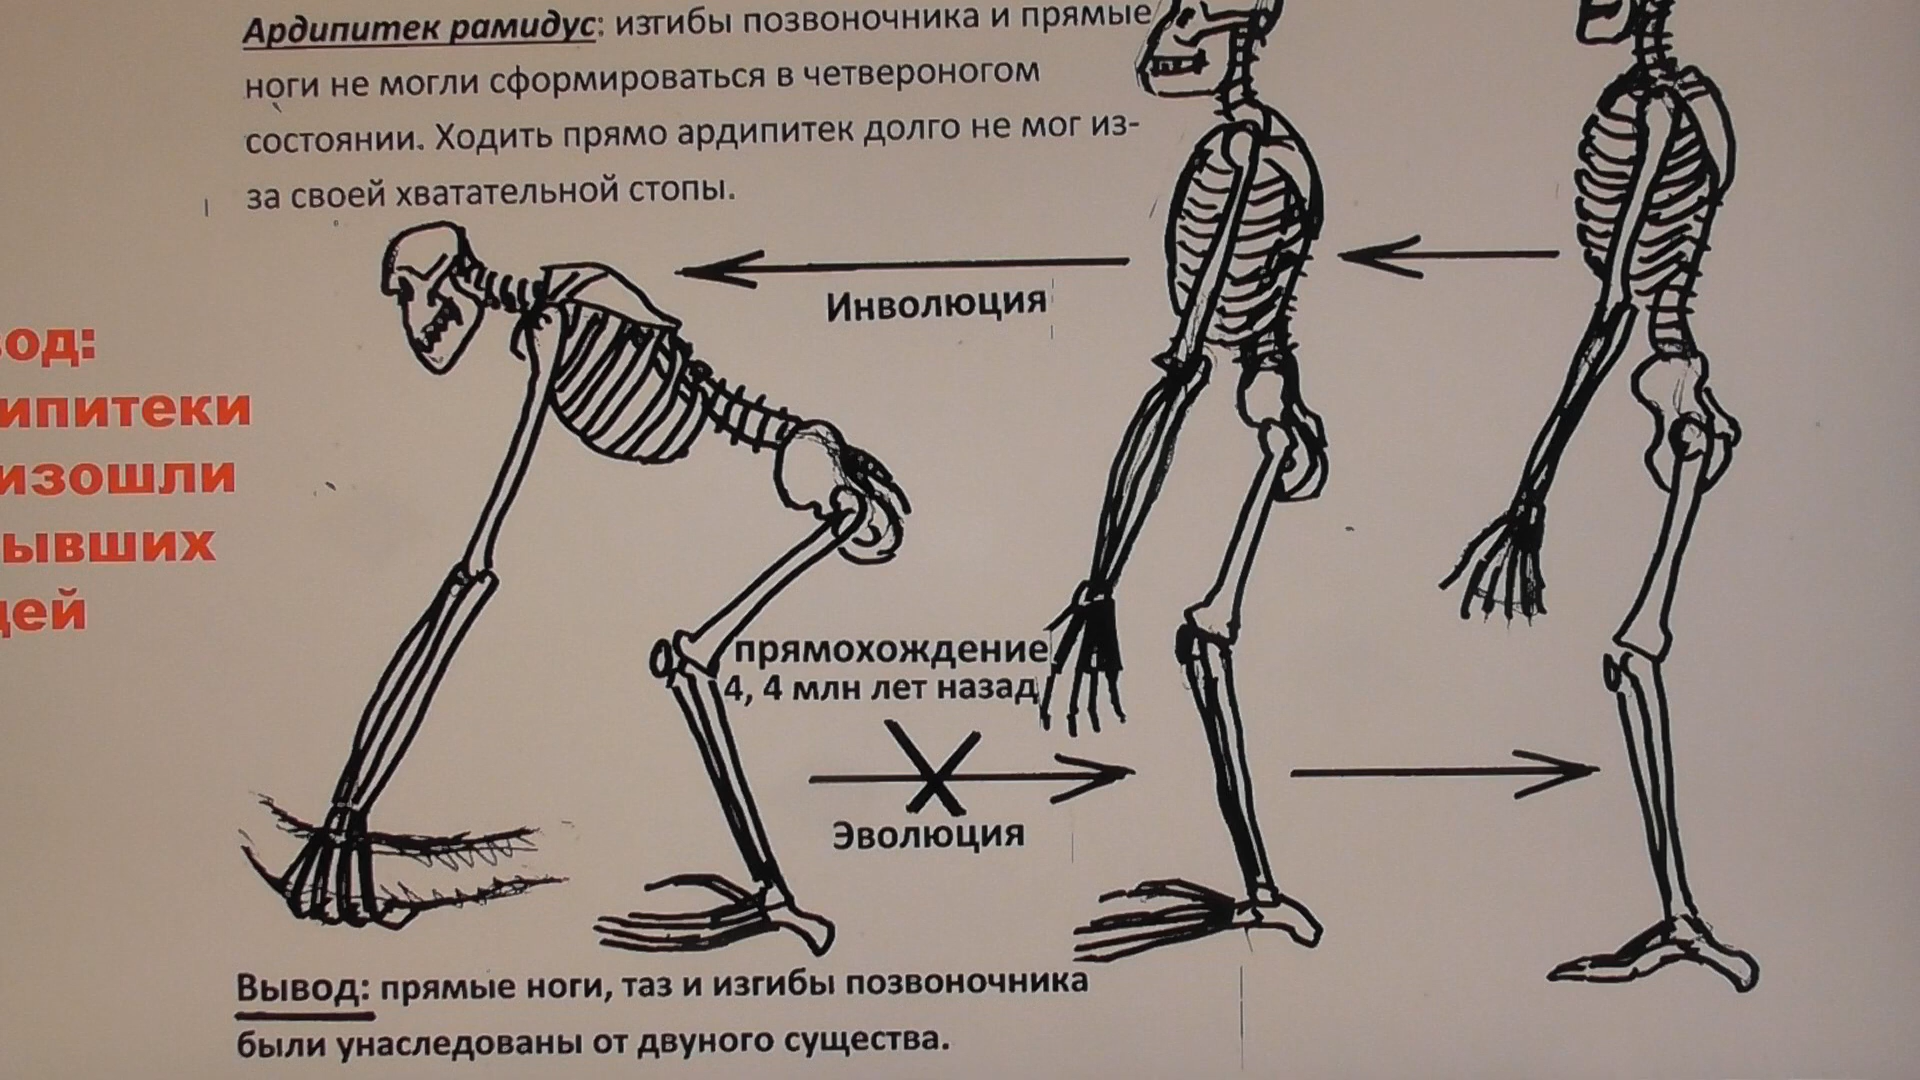 Ардипитек рамидус: изгибы позвоночника и прямые
ноги не могли сформироваться в четвероногом
состоянии. Ходить прямо ардипитек долго не мог из-
за своей хватательной стопы.
Инволюция
од:
ипитеки
изошли
ывших
ей
прямохождение
4, 4 млн лет назад
Эволюция
Вывод: прямые ноги, таз и изгибы позвоночника
были унаследованы от двуного существа.